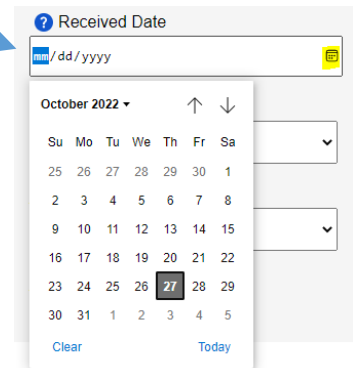 ? Received Date
mm/dd/yyyy
October 2022
Su Mo Tu We Th Fr Sa
25 26 27 28 29 30 1
2 3 4 5 6 7 8
9 10 11 12 13 14 15
16 17 18 19 20 21 22
23 24 25 26 27 28 29
30 31 1 2 3 4 5
Clear Today